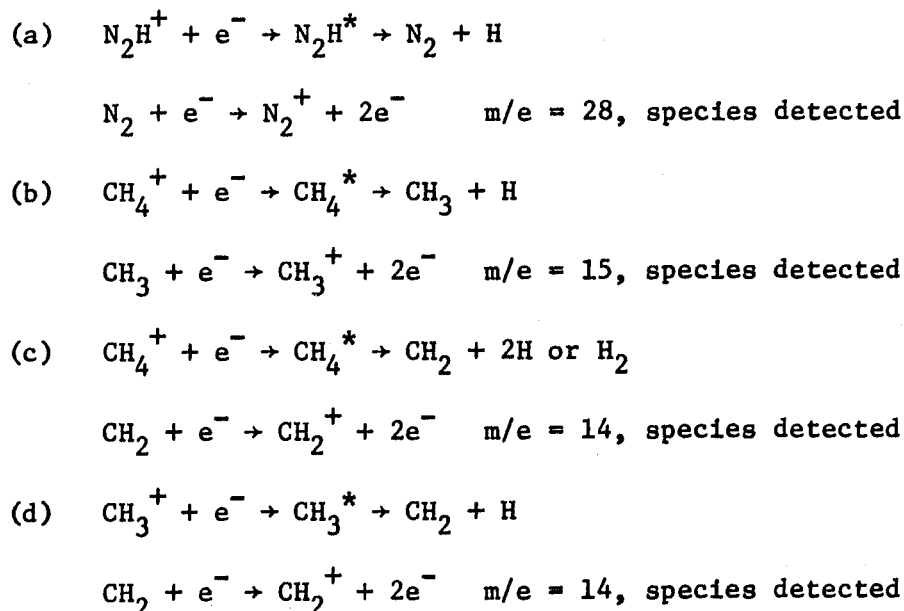 (a) N₂H⁺ + e⁻ → N₂H* → N₂ + H
N₂ + e⁻ → N₂⁺ + 2e⁻ m/e = 28, species detected
(b) CH₄⁺ + e⁻ → CH₄* → CH₃ + H
CH₃ + e⁻ → CH₃⁺ + 2e⁻ m/e = 15, species detected
(c) CH₄⁺ + e⁻ → CH₄* → CH₂ + 2H or H₂
CH₂ + e⁻ → CH₂⁺ + 2e⁻ m/e = 14, species detected
(d) CH₃⁺ + e⁻ → CH₃* → CH₂ + H
CH₂ + e⁻ → CH₂⁺ + 2e⁻ m/e = 14, species detected